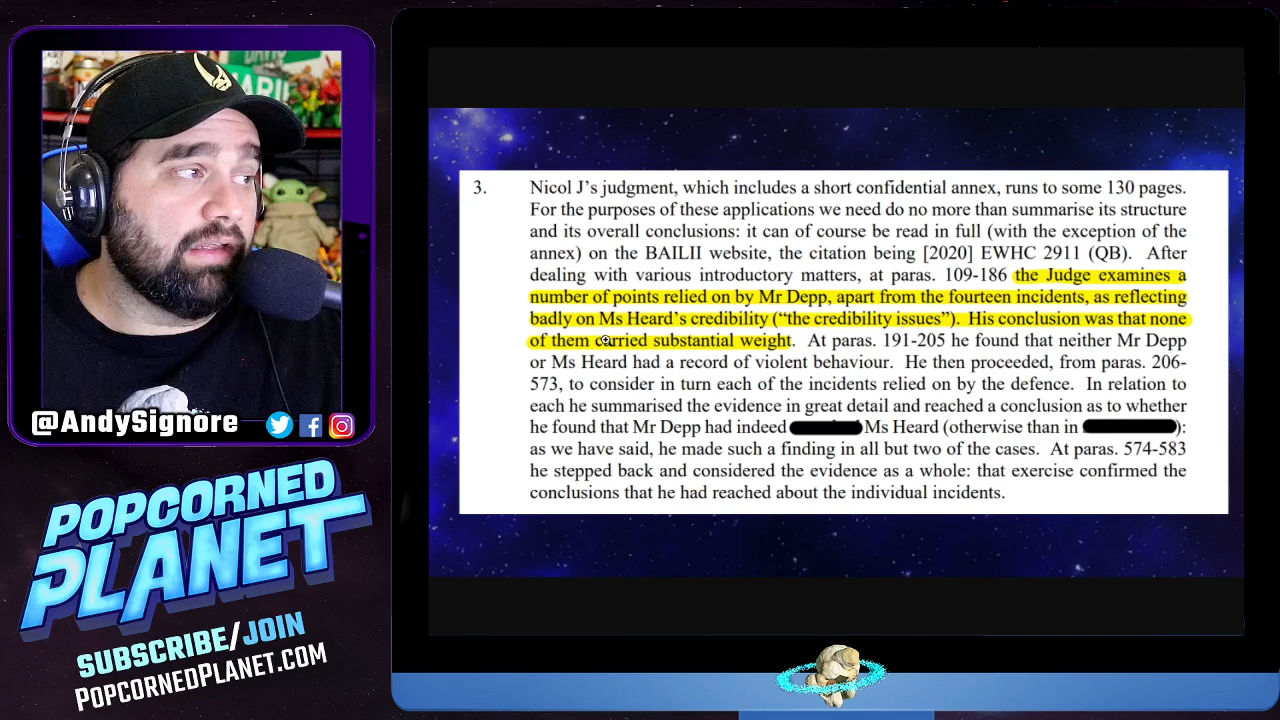 @AndySignore
POPCORNED
PLANET
SUBSCRIBE/JOIN
POPCORNEDPLANET.COM
3. Nicol J's judgment, which includes a short confidential annex, runs to some 130 pages.
For the purposes of these applications we need do no more than summarise its structure
and its overall conclusions: it can of course be read in full (with the exception of the
annex) on the BAILII website, the citation being [2020] EWHC 2911 (QB). After
dealing with various introductory matters, at paras. 109-186 the Judge examines a
number of points relied on by Mr Depp, apart from the fourteen incidents, as reflecting
badly on Ms Heard's credibility ("the credibility issues"). His conclusion was that none
of them carried substantial weight. At paras. 191-205 he found that neither Mr Depp
or Ms Heard had a record of violent behaviour. He then proceeded, from paras. 206-
573, to consider in turn each of the incidents relied on by the defence. In relation to
each he summarised the evidence in great detail and reached a conclusion as to whether
he found that Mr Depp had indeed Ms Heard (otherwise than in ):
as we have said, he made such a finding in all but two of the cases. At paras. 574-583
he stepped back and considered the evidence as a whole: that exercise confirmed the
conclusions that he had reached about the individual incidents.